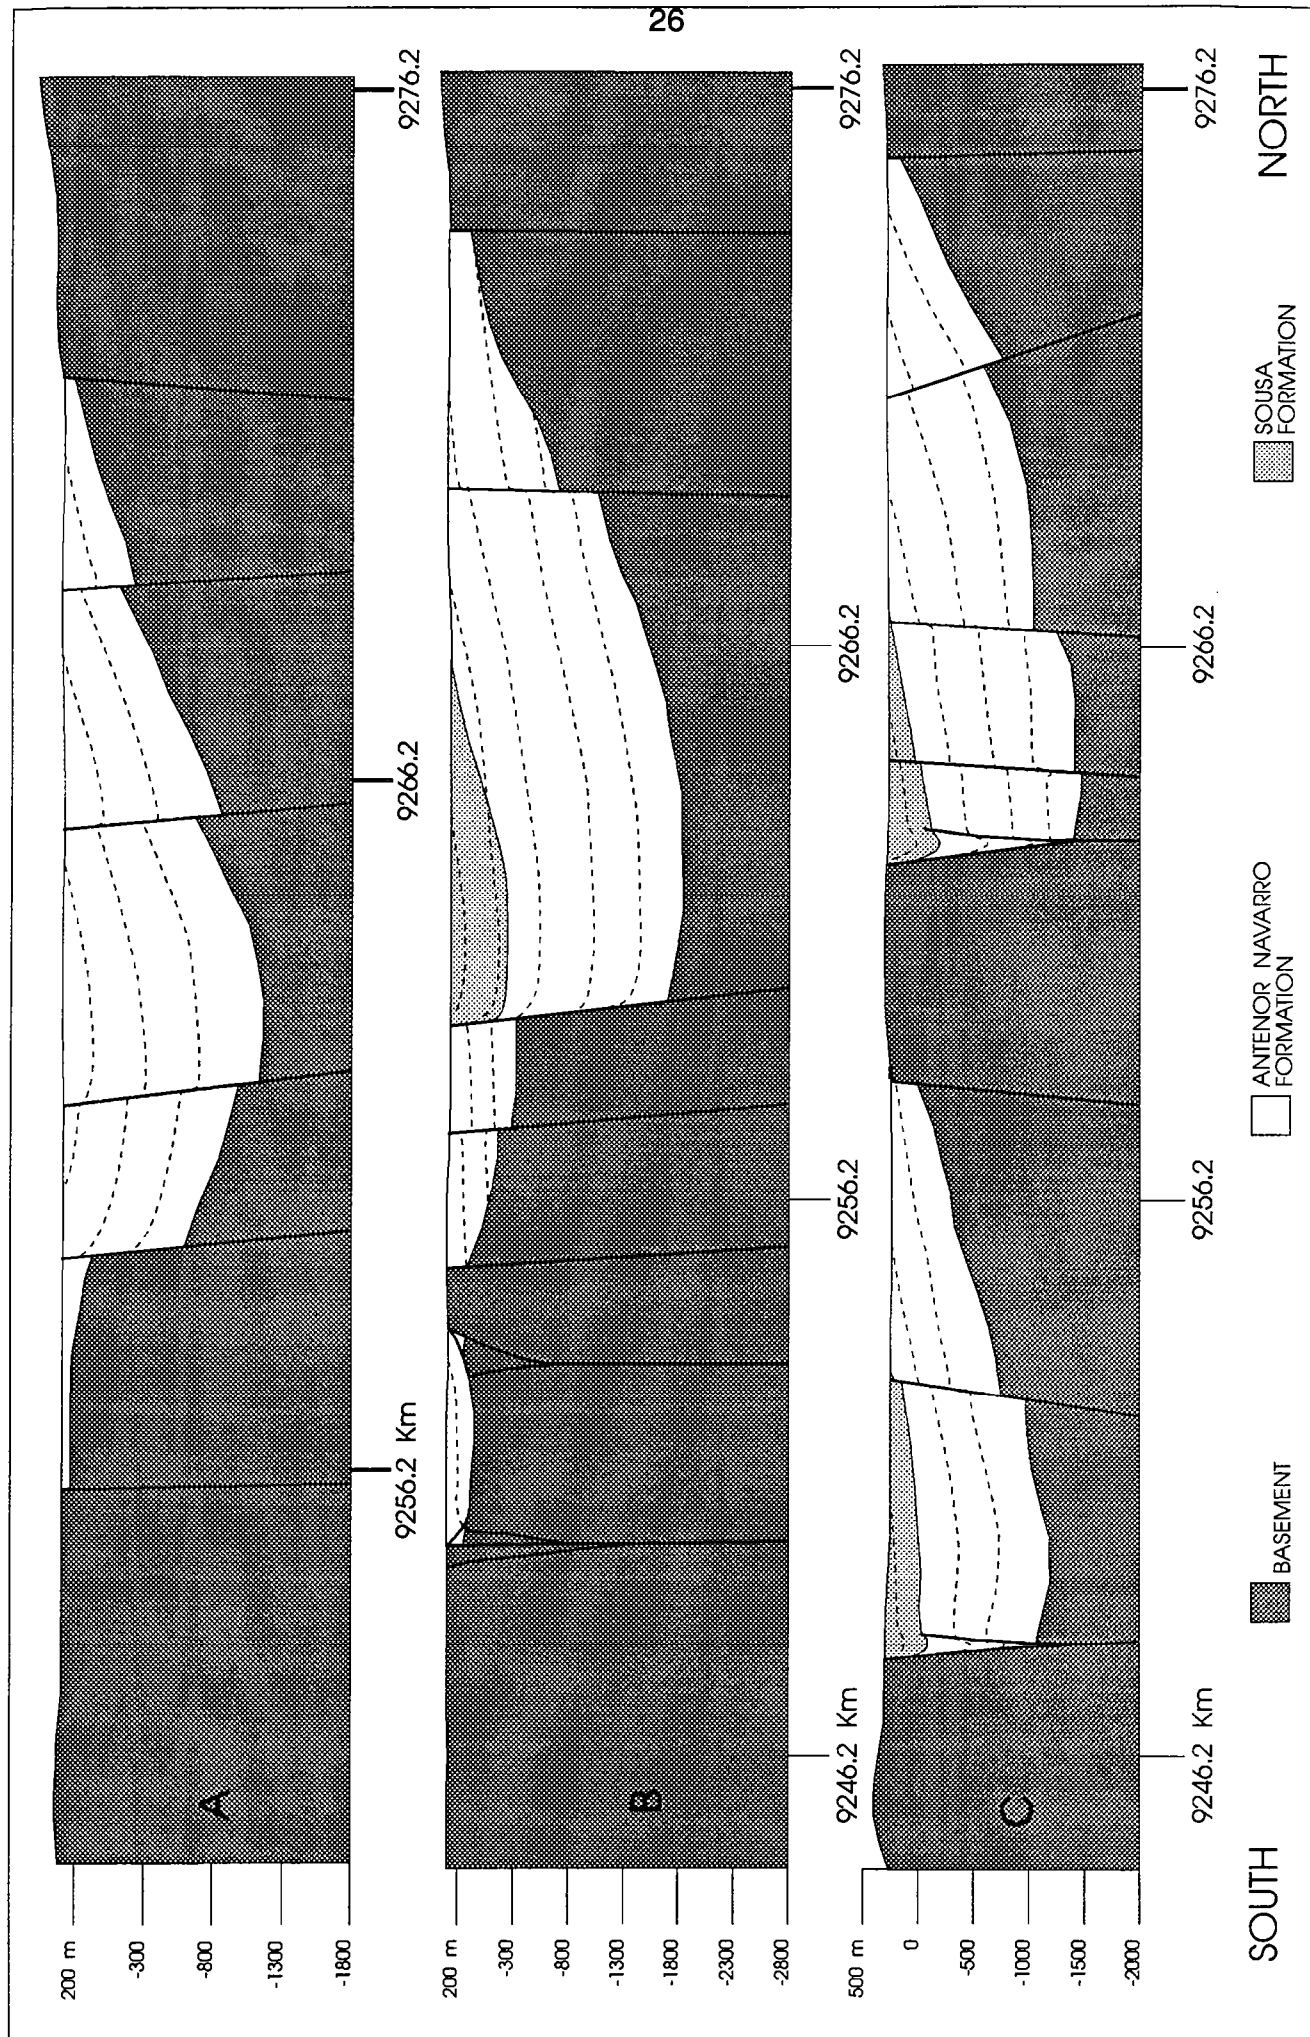 26
A
200 m
-300
-800
-1300
-1800
9256.2 Km
9266.2
9276.2
B
200 m
-300
-800
-1300
-1800
-2300
-2800
9246.2 Km
9256.2
9266.2
9276.2
C
500 m
0
-500
-1000
-1500
-2000
9246.2 Km
9256.2
9266.2
9276.2
SOUTH
NORTH
BASEMENT
ANTENOR NAVARRO
FORMATION
SOUSA
FORMATION